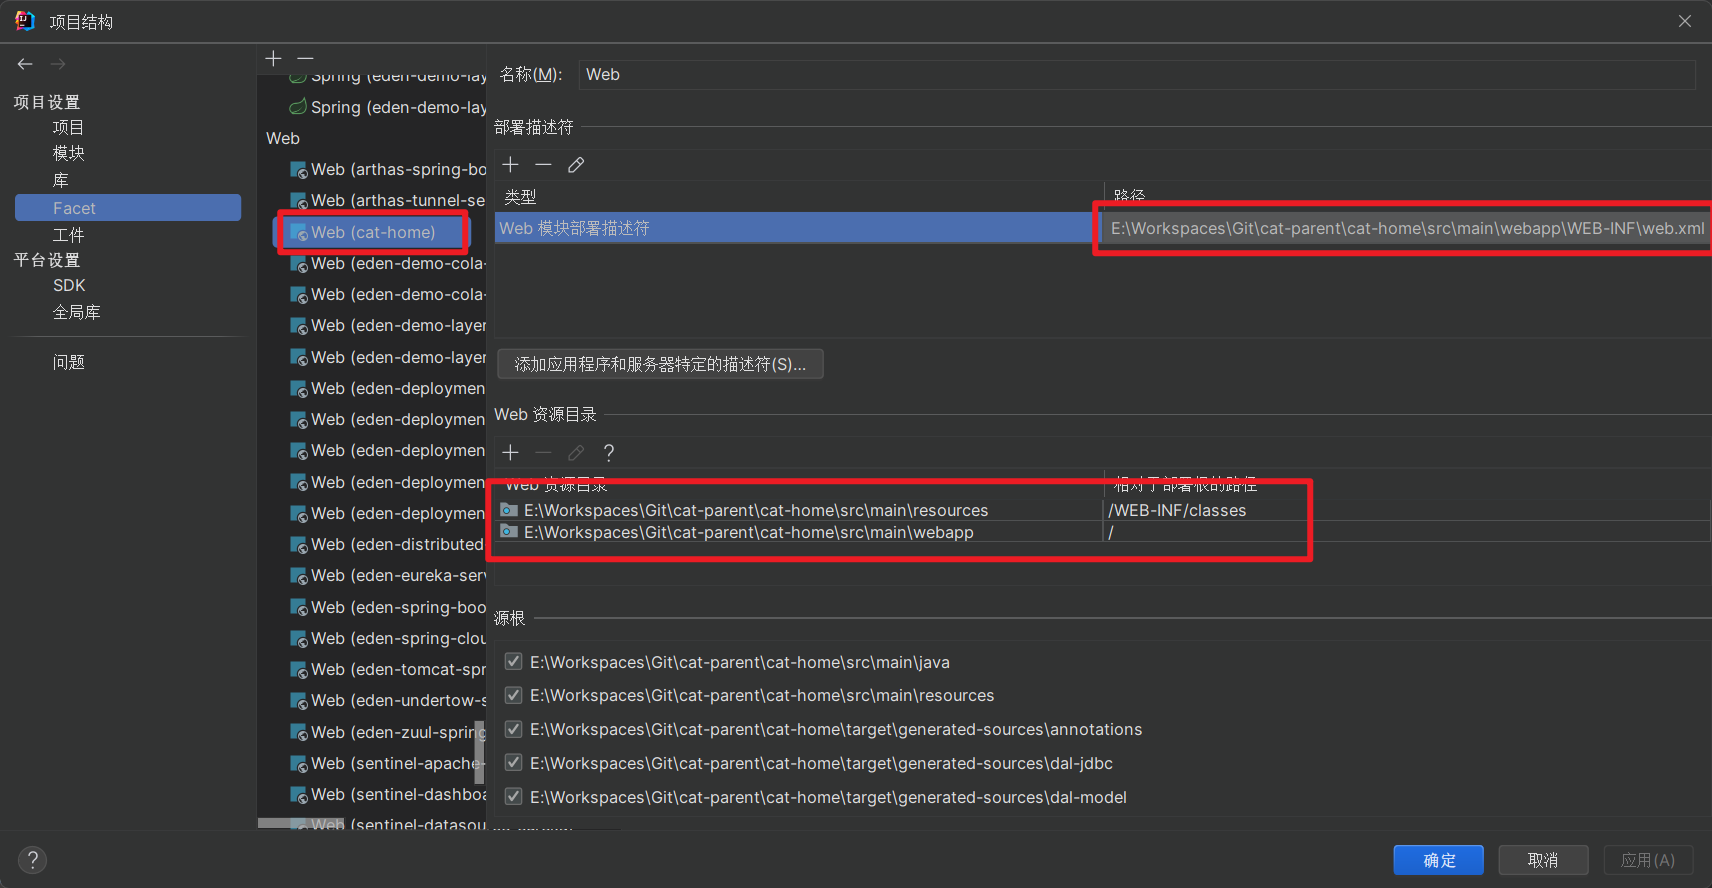 项目结构
项目设置
项目
模块
库
Facet
工件
平台设置
SDK
全局库
问题
Spring (eden-demo-lay
Spring (eden-demo-lay
Web
Web (arthas-spring-bo
Web (arthas-tunnel-se
Web (cat-home)
Web (eden-demo-cola-
Web (eden-demo-cola-
Web (eden-demo-layer
Web (eden-demo-layer
Web (eden-deploymen
Web (eden-deploymen
Web (eden-deploymen
Web (eden-deploymen
Web (eden-deploymen
Web (eden-distributed-
Web (eden-eureka-serv
Web (eden-spring-boo
Web (eden-spring-clou
Web (eden-tomcat-spr
Web (eden-undertow-s
Web (eden-zuul-spring
Web (sentinel-apache-
Web (sentinel-dashboa
Web (sentinel-datasou
名称(M): Web
部署描述符
类型 路径
Web 模块部署描述符 E:\Workspaces\Git\cat-parent\cat-home\src\main\webapp\WEB-INF\web.xml
添加应用程序和服务器特定的描述符(S)...
Web 资源目录
?
Web 资源目录 相对于部署根的路径
E:\Workspaces\Git\cat-parent\cat-home\src\main\resources /WEB-INF/classes
E:\Workspaces\Git\cat-parent\cat-home\src\main\webapp /
源根
E:\Workspaces\Git\cat-parent\cat-home\src\main\java
E:\Workspaces\Git\cat-parent\cat-home\src\main\resources
E:\Workspaces\Git\cat-parent\cat-home\target\generated-sources\annotations
E:\Workspaces\Git\cat-parent\cat-home\target\generated-sources\dal-jdbc
E:\Workspaces\Git\cat-parent\cat-home\target\generated-sources\dal-model
?
确定 取消 应用(A)